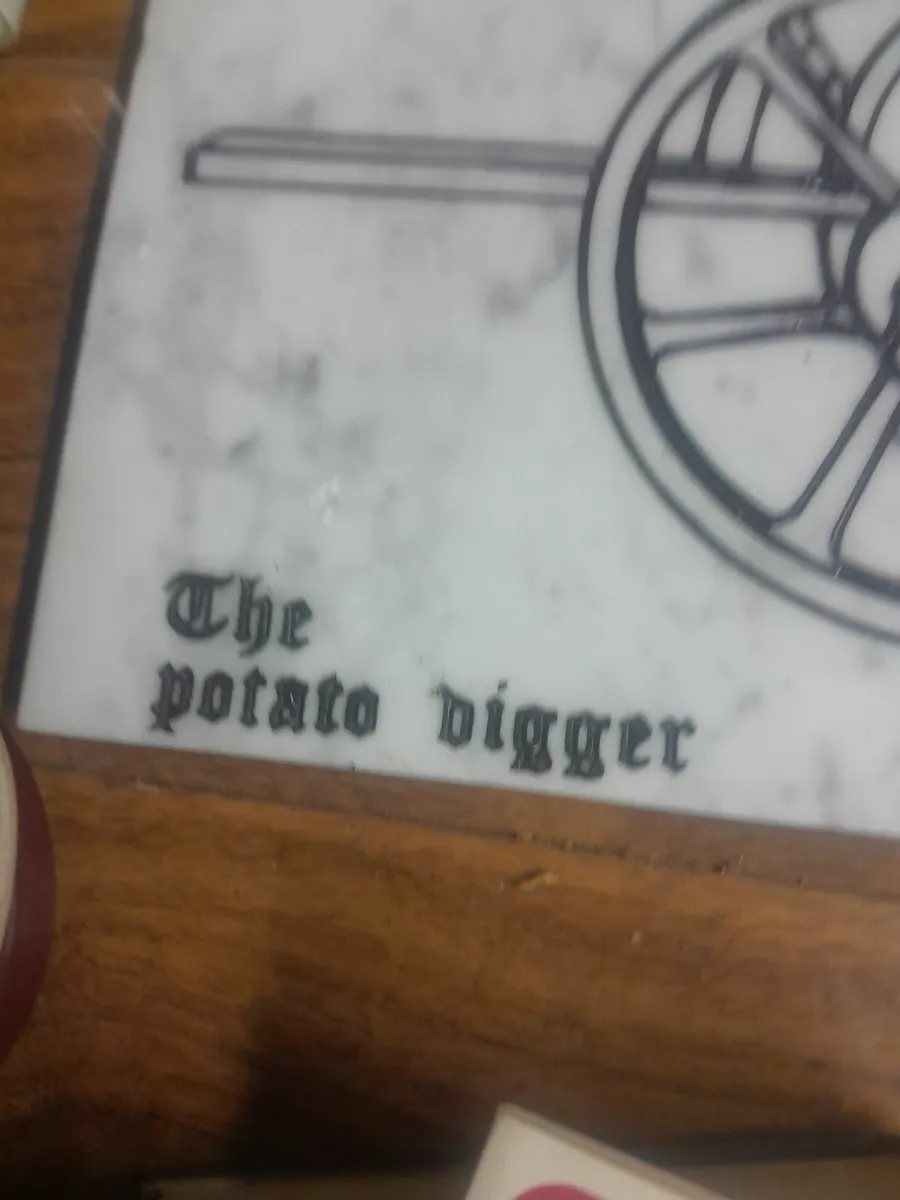 The
potato digger